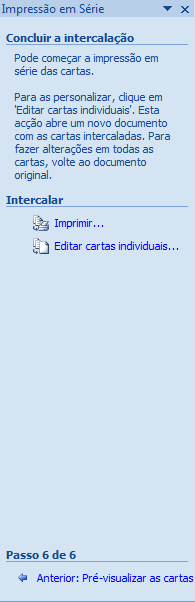 Impressão em Série
Concluir a intercalação
Pode começar a impressão em
série das cartas.
Para as personalizar, clique em
'Editar cartas individuais'. Esta
acção abre um novo documento
com as cartas intercaladas. Para
fazer alterações em todas as
cartas, volte ao documento
original.
Intercalar
Imprimir...
Editar cartas individuais...
Passo 6 de 6
Anterior: Pré-visualizar as cartas